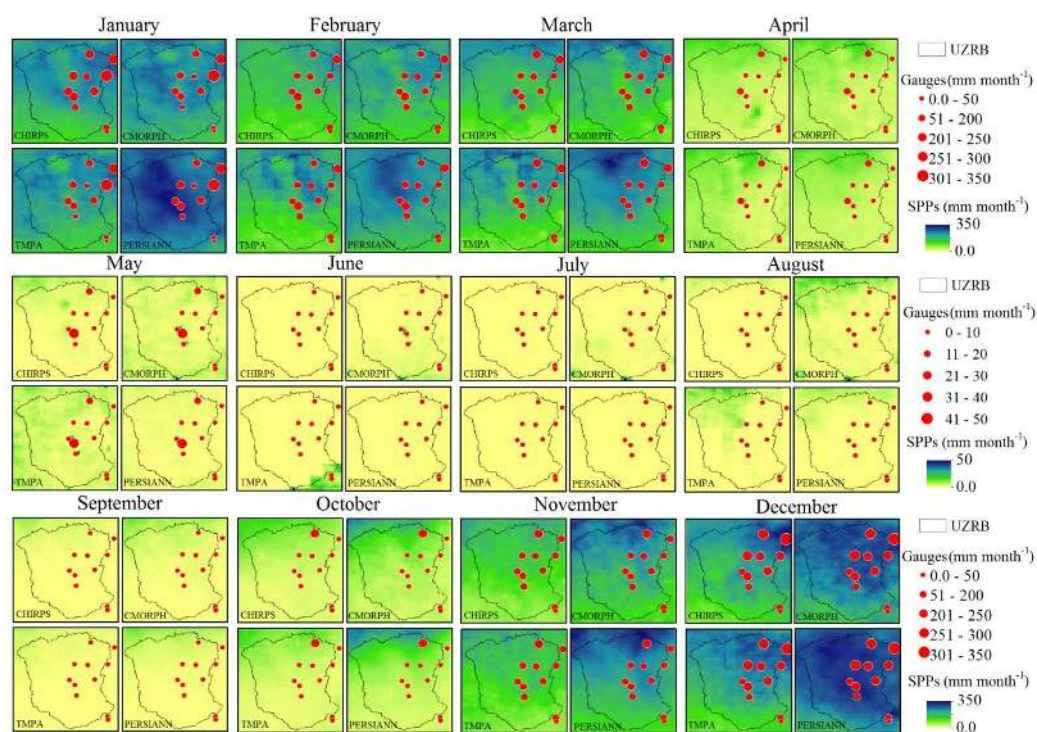 January February March April
CHIRPS CMORPH CHIRPS CMORPH CHIRPS CMORPH CHIRPS CMORPH
TMPA PERSIANN TMPA PERSIANN TMPA PERSIANN TMPA PERSIANN
UZRB
Gauges(mm month⁻¹)
0.0 - 50
51 - 200
201 - 250
251 - 300
301 - 350
SPPs (mm month⁻¹)
350
0.0
May June July August
CHIRPS CMORPH CHIRPS CMORPH CHIRPS CMORPH CHIRPS CMORPH
TMPA PERSIANN TMPA PERSIANN TMPA PERSIANN TMPA PERSIANN
UZRB
Gauges(mm month⁻¹)
0 - 10
11 - 20
21 - 30
31 - 40
41 - 50
SPPs (mm month⁻¹)
50
0.0
September October November December
CHIRPS CMORPH CHIRPS CMORPH CHIRPS CMORPH CHIRPS CMORPH
TMPA PERSIANN TMPA PERSIANN TMPA PERSIANN TMPA PERSIANN
UZRB
Gauges(mm month⁻¹)
0.0 - 50
51 - 200
201 - 250
251 - 300
301 - 350
SPPs (mm month⁻¹)
350
0.0